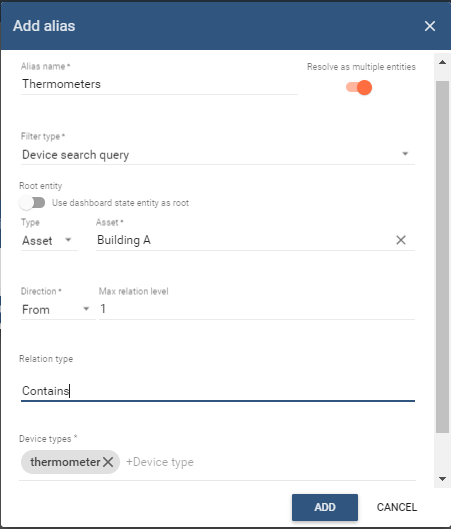 Add alias
Alias name *
Resolve as multiple entities
Thermometers
Filter type *
Device search query
Root entity
Use dashboard state entity as root
Type
Asset *
Asset
Building A
Direction *
Max relation level
From
1
Relation type
Contains
Device types *
thermometer
+Device type
ADD
CANCEL